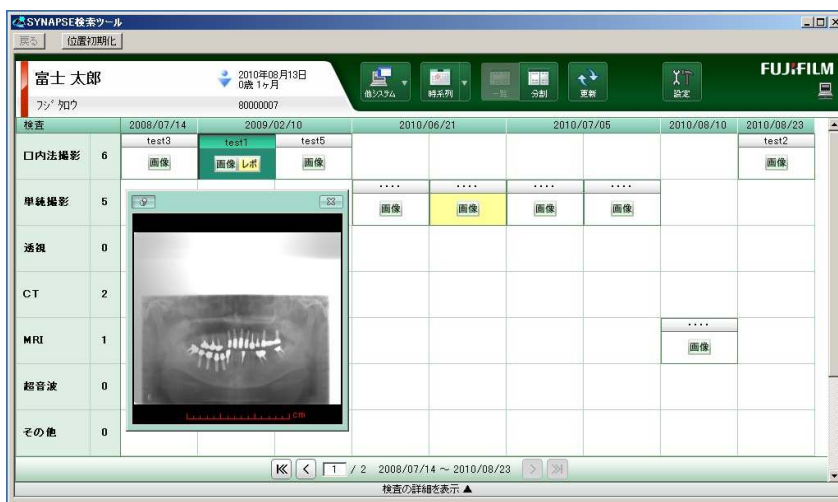 SYNAPSE検索ツール
戻る 位置初期化
富士 太郎
2010年08月13日
0歳 1ヶ月
フジ タロウ
80000007
他システム 時系列 一覧 分割 更新 設定
FUJIFILM
検査 2008/07/14 2009/02/10 2010/06/21 2010/07/05 2010/08/10 2010/08/23
test3 test1 test5 test2
口内法撮影 6 画像 画像 レポ 画像 画像
単純撮影 5 画像 画像 画像 画像
透視 0
CT 2
MRI 1 画像
超音波 0
その他 0
cm
1 / 2 2008/07/14 ～ 2010/08/23
検査の詳細を表示 ▲